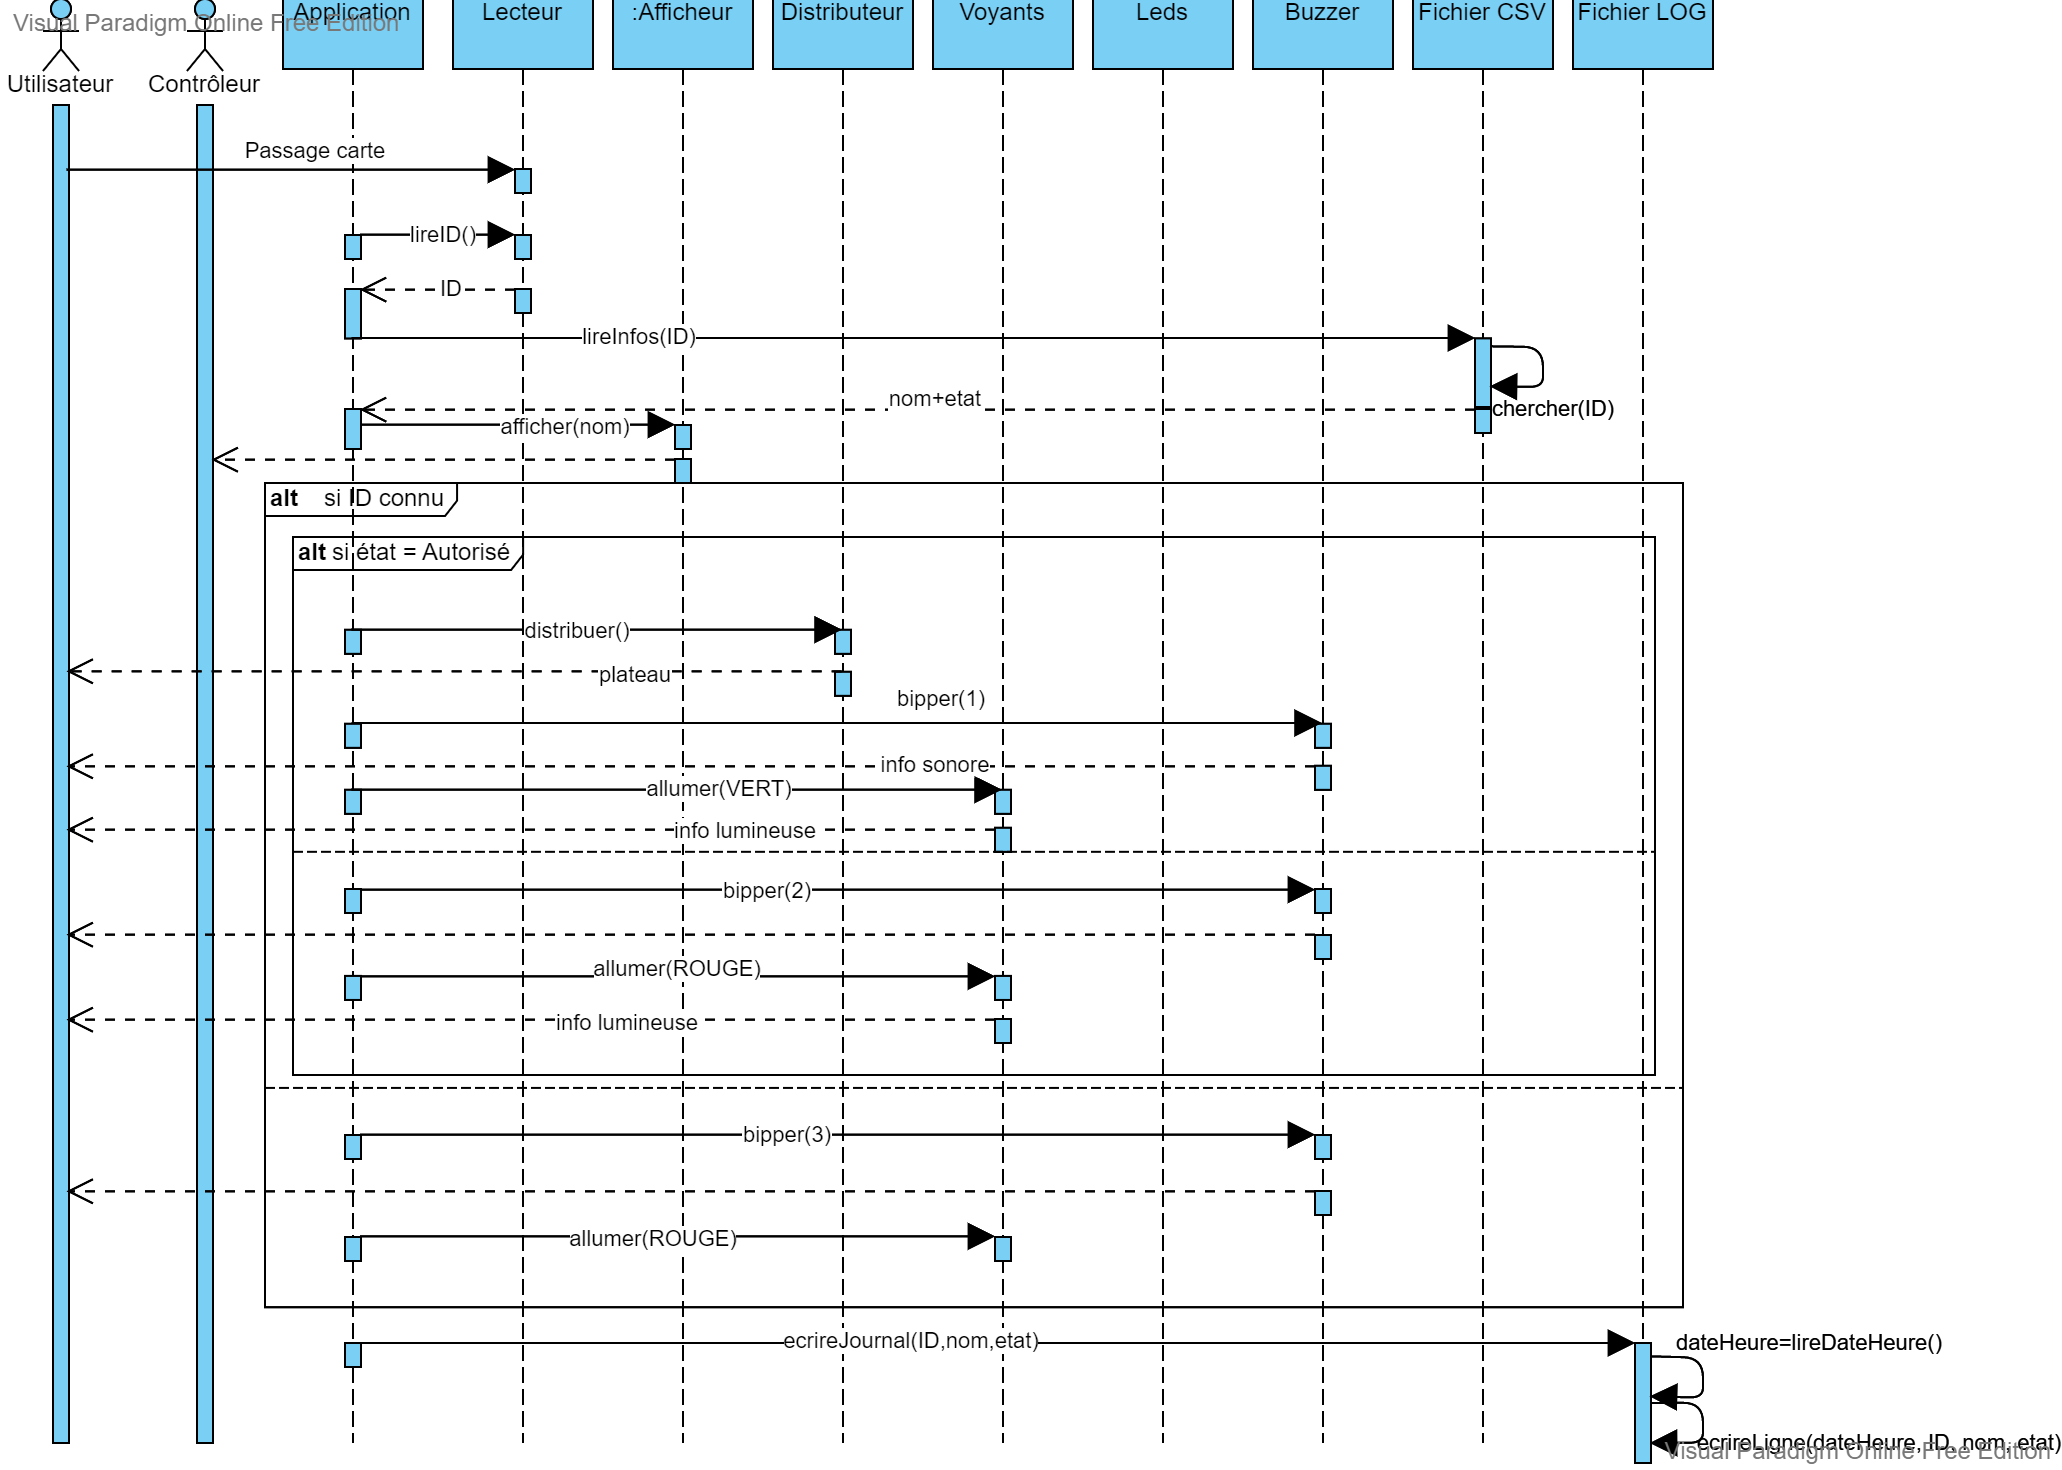 Visual Paradigm Online Free Edition
Application
Lecteur
:Afficheur
Distributeur
Voyants
Leds
Buzzer
Fichier CSV
Fichier LOG
Utilisateur
Contrôleur
Passage carte
lireID()
ID
lireInfos(ID)
nom+etat
chercher(ID)
afficher(nom)
alt si ID connu
alt si état = Autorisé
distribuer()
plateau
bipper(1)
info sonore
allumer(VERT)
info lumineuse
bipper(2)
allumer(ROUGE)
info lumineuse
bipper(3)
allumer(ROUGE)
ecrireJournal(ID,nom,etat)
dateHeure=lireDateHeure()
ecrireLigne(dateHeure, ID, nom, etat)
Visual Paradigm Online Free Edition